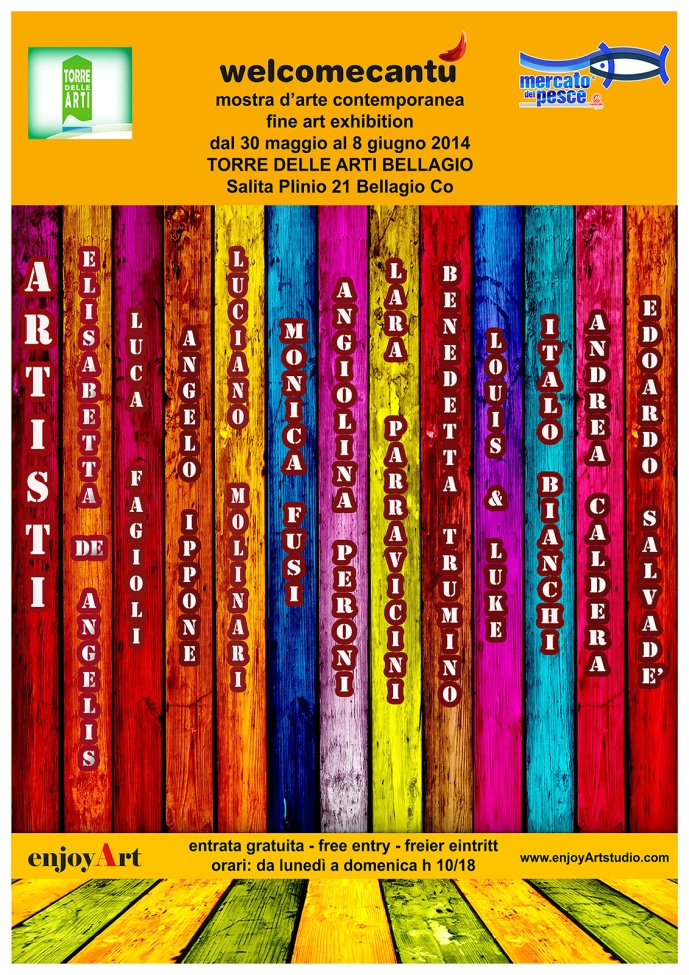 TORRE
DELLE
ARTI
welcomecantù
mostra d'arte contemporanea
fine art exhibition
dal 30 maggio al 8 giugno 2014
TORRE DELLE ARTI BELLAGIO
Salita Plinio 21 Bellagio Co
mercato
del
pesce
ARTISTI
ELISABETTA DE ANGELIS
LUCA FAGIOLI
ANGELO IPPONE
LUCIANO MOLINARI
MONICA FUSI
ANGIOLINA PERONI
LARA PARRAVICINI
BENEDETTA TRUMINO
LOUIS & LUKE
ITALO BIANCHI
ANDREA CALDERA
EDOARDO SALVADE'
enjoyArt
entrata gratuita - free entry - freier eintritt
orari: da lunedì a domenica h 10/18
www.enjoyArtstudio.com